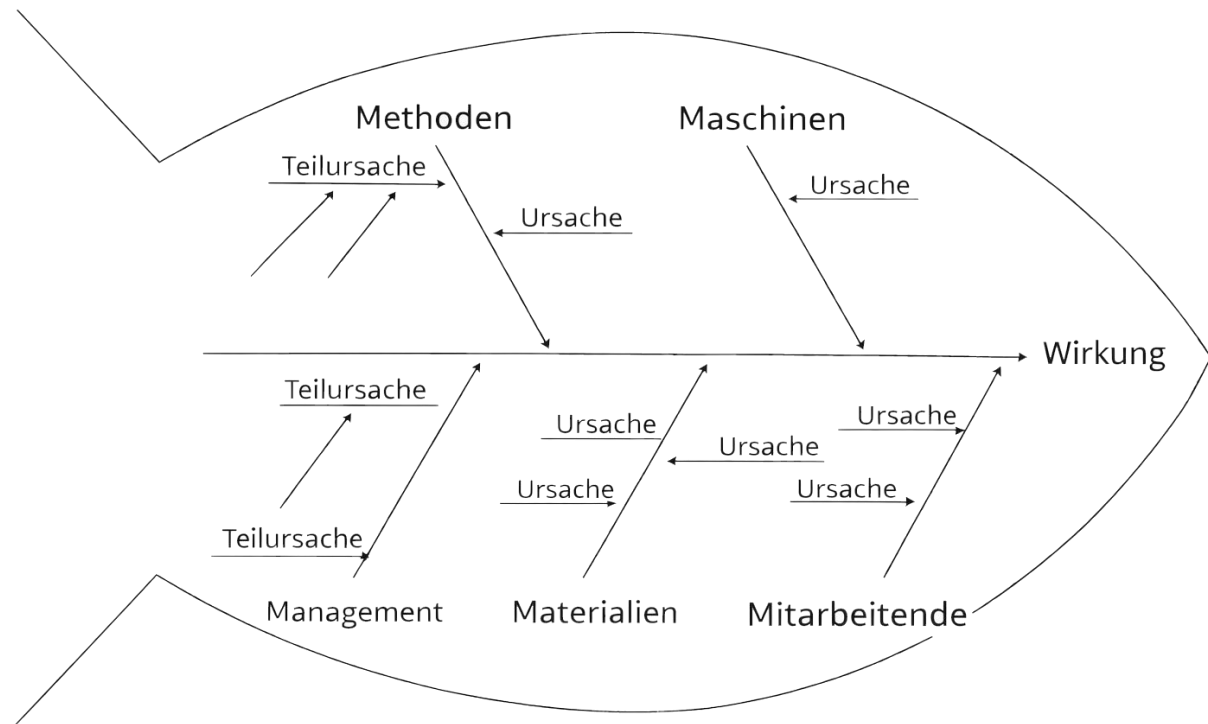 Methoden
Maschinen
Teilursache
Ursache
Ursache
Wirkung
Teilursache
Ursache
Ursache
Ursache
Ursache
Ursache
Teilursache
Management
Materialien
Mitarbeitende